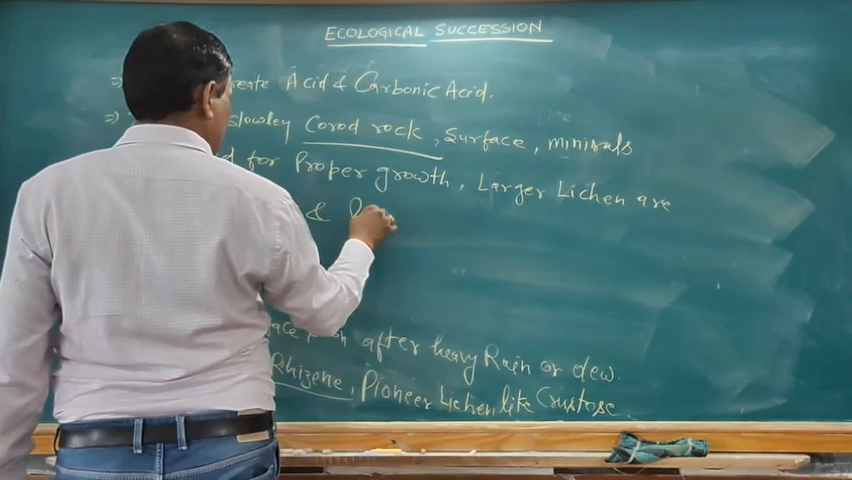 ECOLOGICAL SUCCESSION
⇒ Acid & Carbonic Acid.
⇒ slowley Corod rock, Surface, minirals
for Proper growth, Larger Lichen are
&
after heavy Rain or dew.
Rhizene, Pioneer Lichen like Crustose